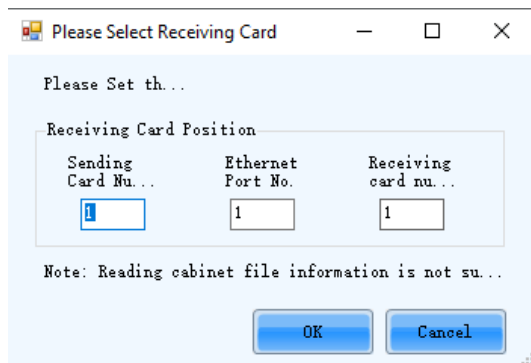 Please Select Receiving Card
Please Set th...
Receiving Card Position
Sending Card Nu...
Ethernet Port No.
Receiving card nu...
1
1
1
Note: Reading cabinet file information is not su...
OK
Cancel